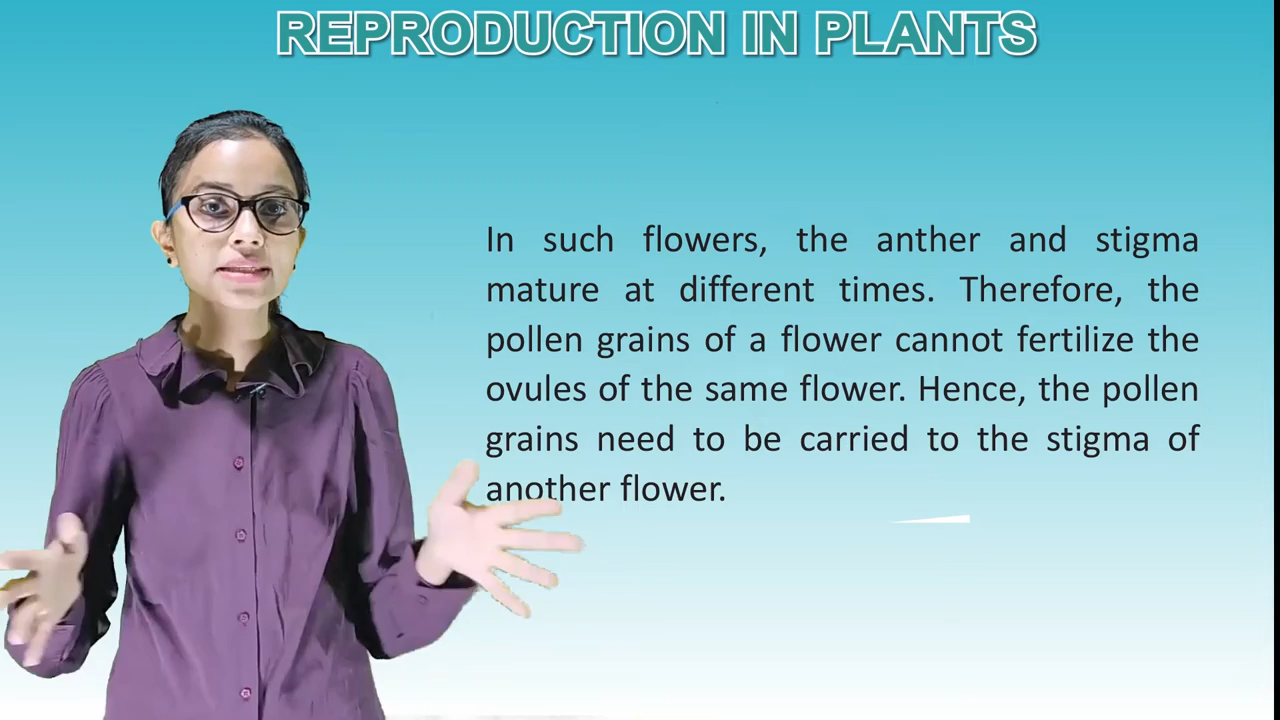 REPRODUCTION IN PLANTS
In such flowers, the anther and stigma
mature at different times. Therefore, the
pollen grains of a flower cannot fertilize the
ovules of the same flower. Hence, the pollen
grains need to be carried to the stigma of
another flower.